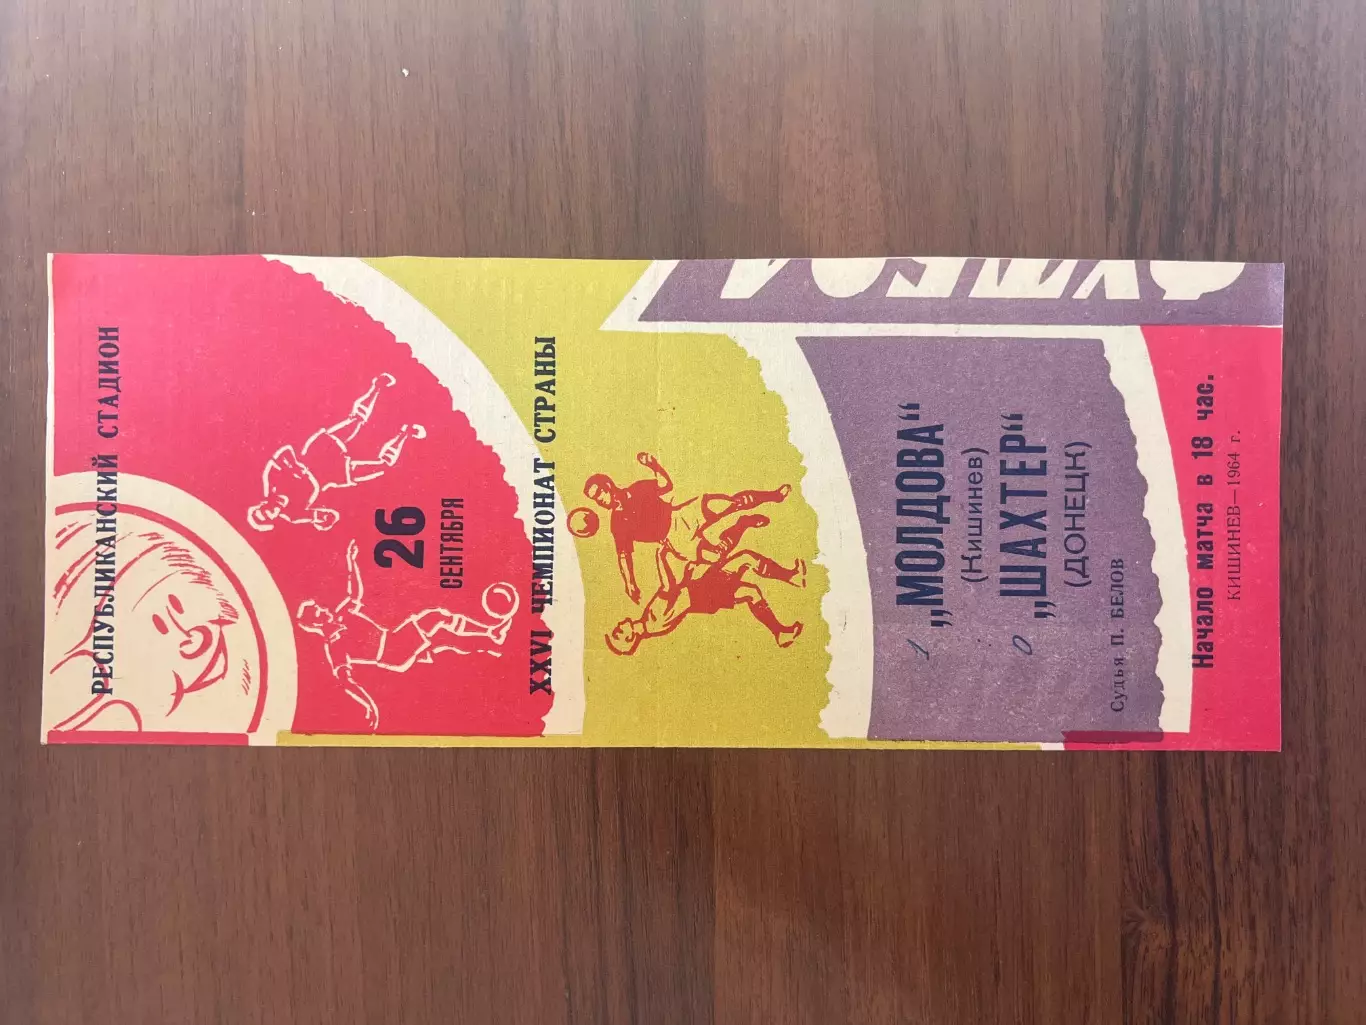 РЕСПУБЛИКАНСКИЙ СТАДИОН
26
СЕНТЯБРЯ
XXVI ЧЕМПИОНАТ СТРАНЫ
ФУТБОЛ
1 „МОЛДОВА“
(Кишинев)
0 „ШАХТЕР“
(ДОНЕЦК)
Судья П. БЕЛОВ
Начало матча в 18 час.
КИШИНЕВ—1964 г.